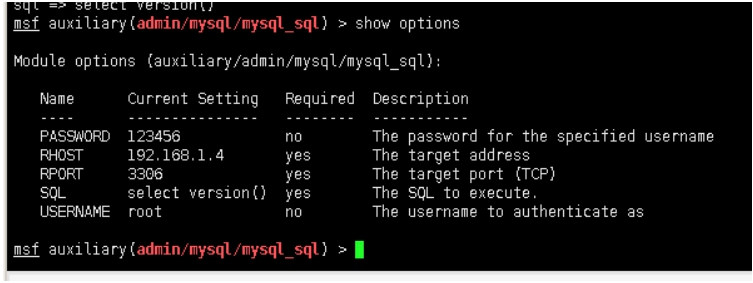 sql => select version()
msf auxiliary(admin/mysql/mysql_sql) > show options
Module options (auxiliary/admin/mysql/mysql_sql):
Name Current Setting Required Description
---- --------------- -------- -----------
PASSWORD 123456 no The password for the specified username
RHOST 192.168.1.4 yes The target address
RPORT 3306 yes The target port (TCP)
SQL select version() yes The SQL to execute.
USERNAME root no The username to authenticate as
msf auxiliary(admin/mysql/mysql_sql) >